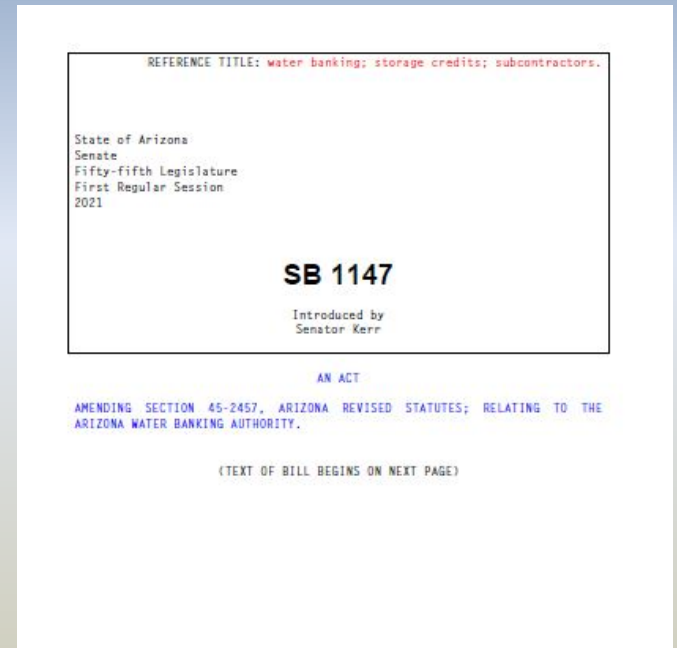 REFERENCE TITLE: water banking; storage credits; subcontractors.
State of Arizona
Senate
Fifty-fifth Legislature
First Regular Session
2021
SB 1147
Introduced by
Senator Kerr
AN ACT
AMENDING SECTION 45-2457, ARIZONA REVISED STATUTES; RELATING TO THE
ARIZONA WATER BANKING AUTHORITY.
(TEXT OF BILL BEGINS ON NEXT PAGE)